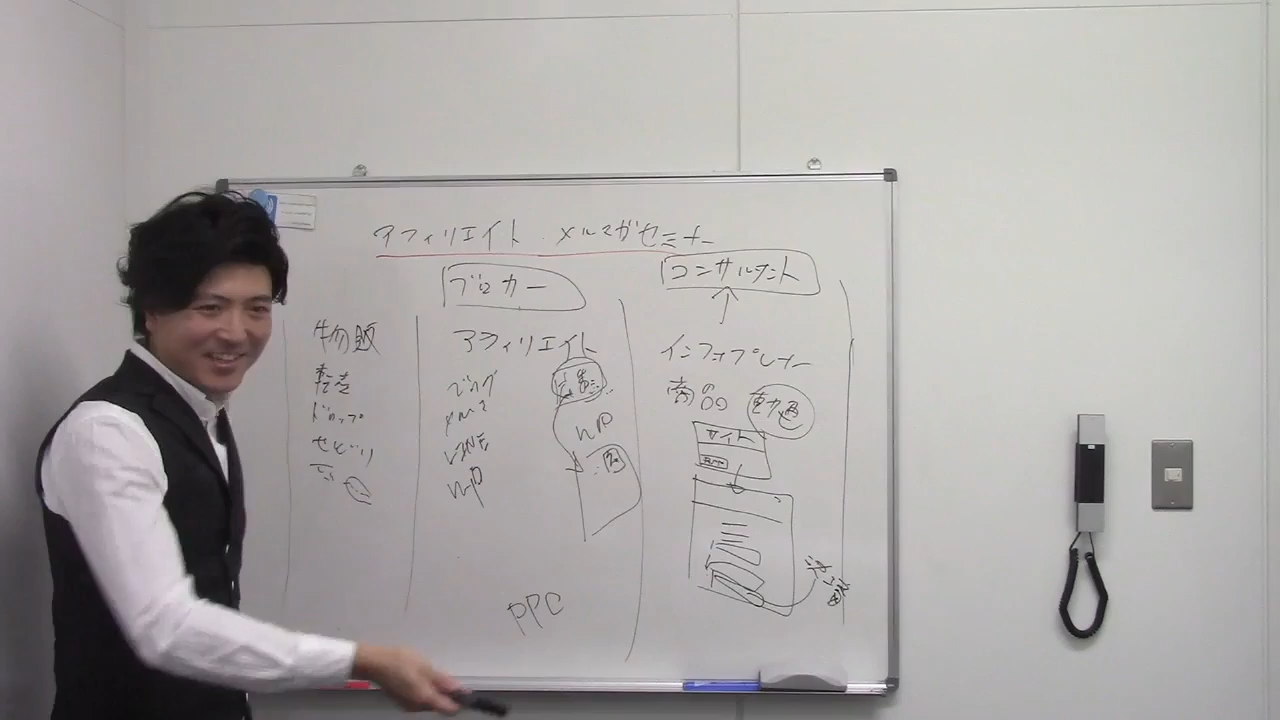 アフィリエイト メルマガセミナー
ブローカー
コンサルタント
物販
転売
ドロップ
せどり
アフィリエイト
ブログ
メルマガ
LINE
HP
HP
PPC
インフォプレナー
商品 動画
サイト